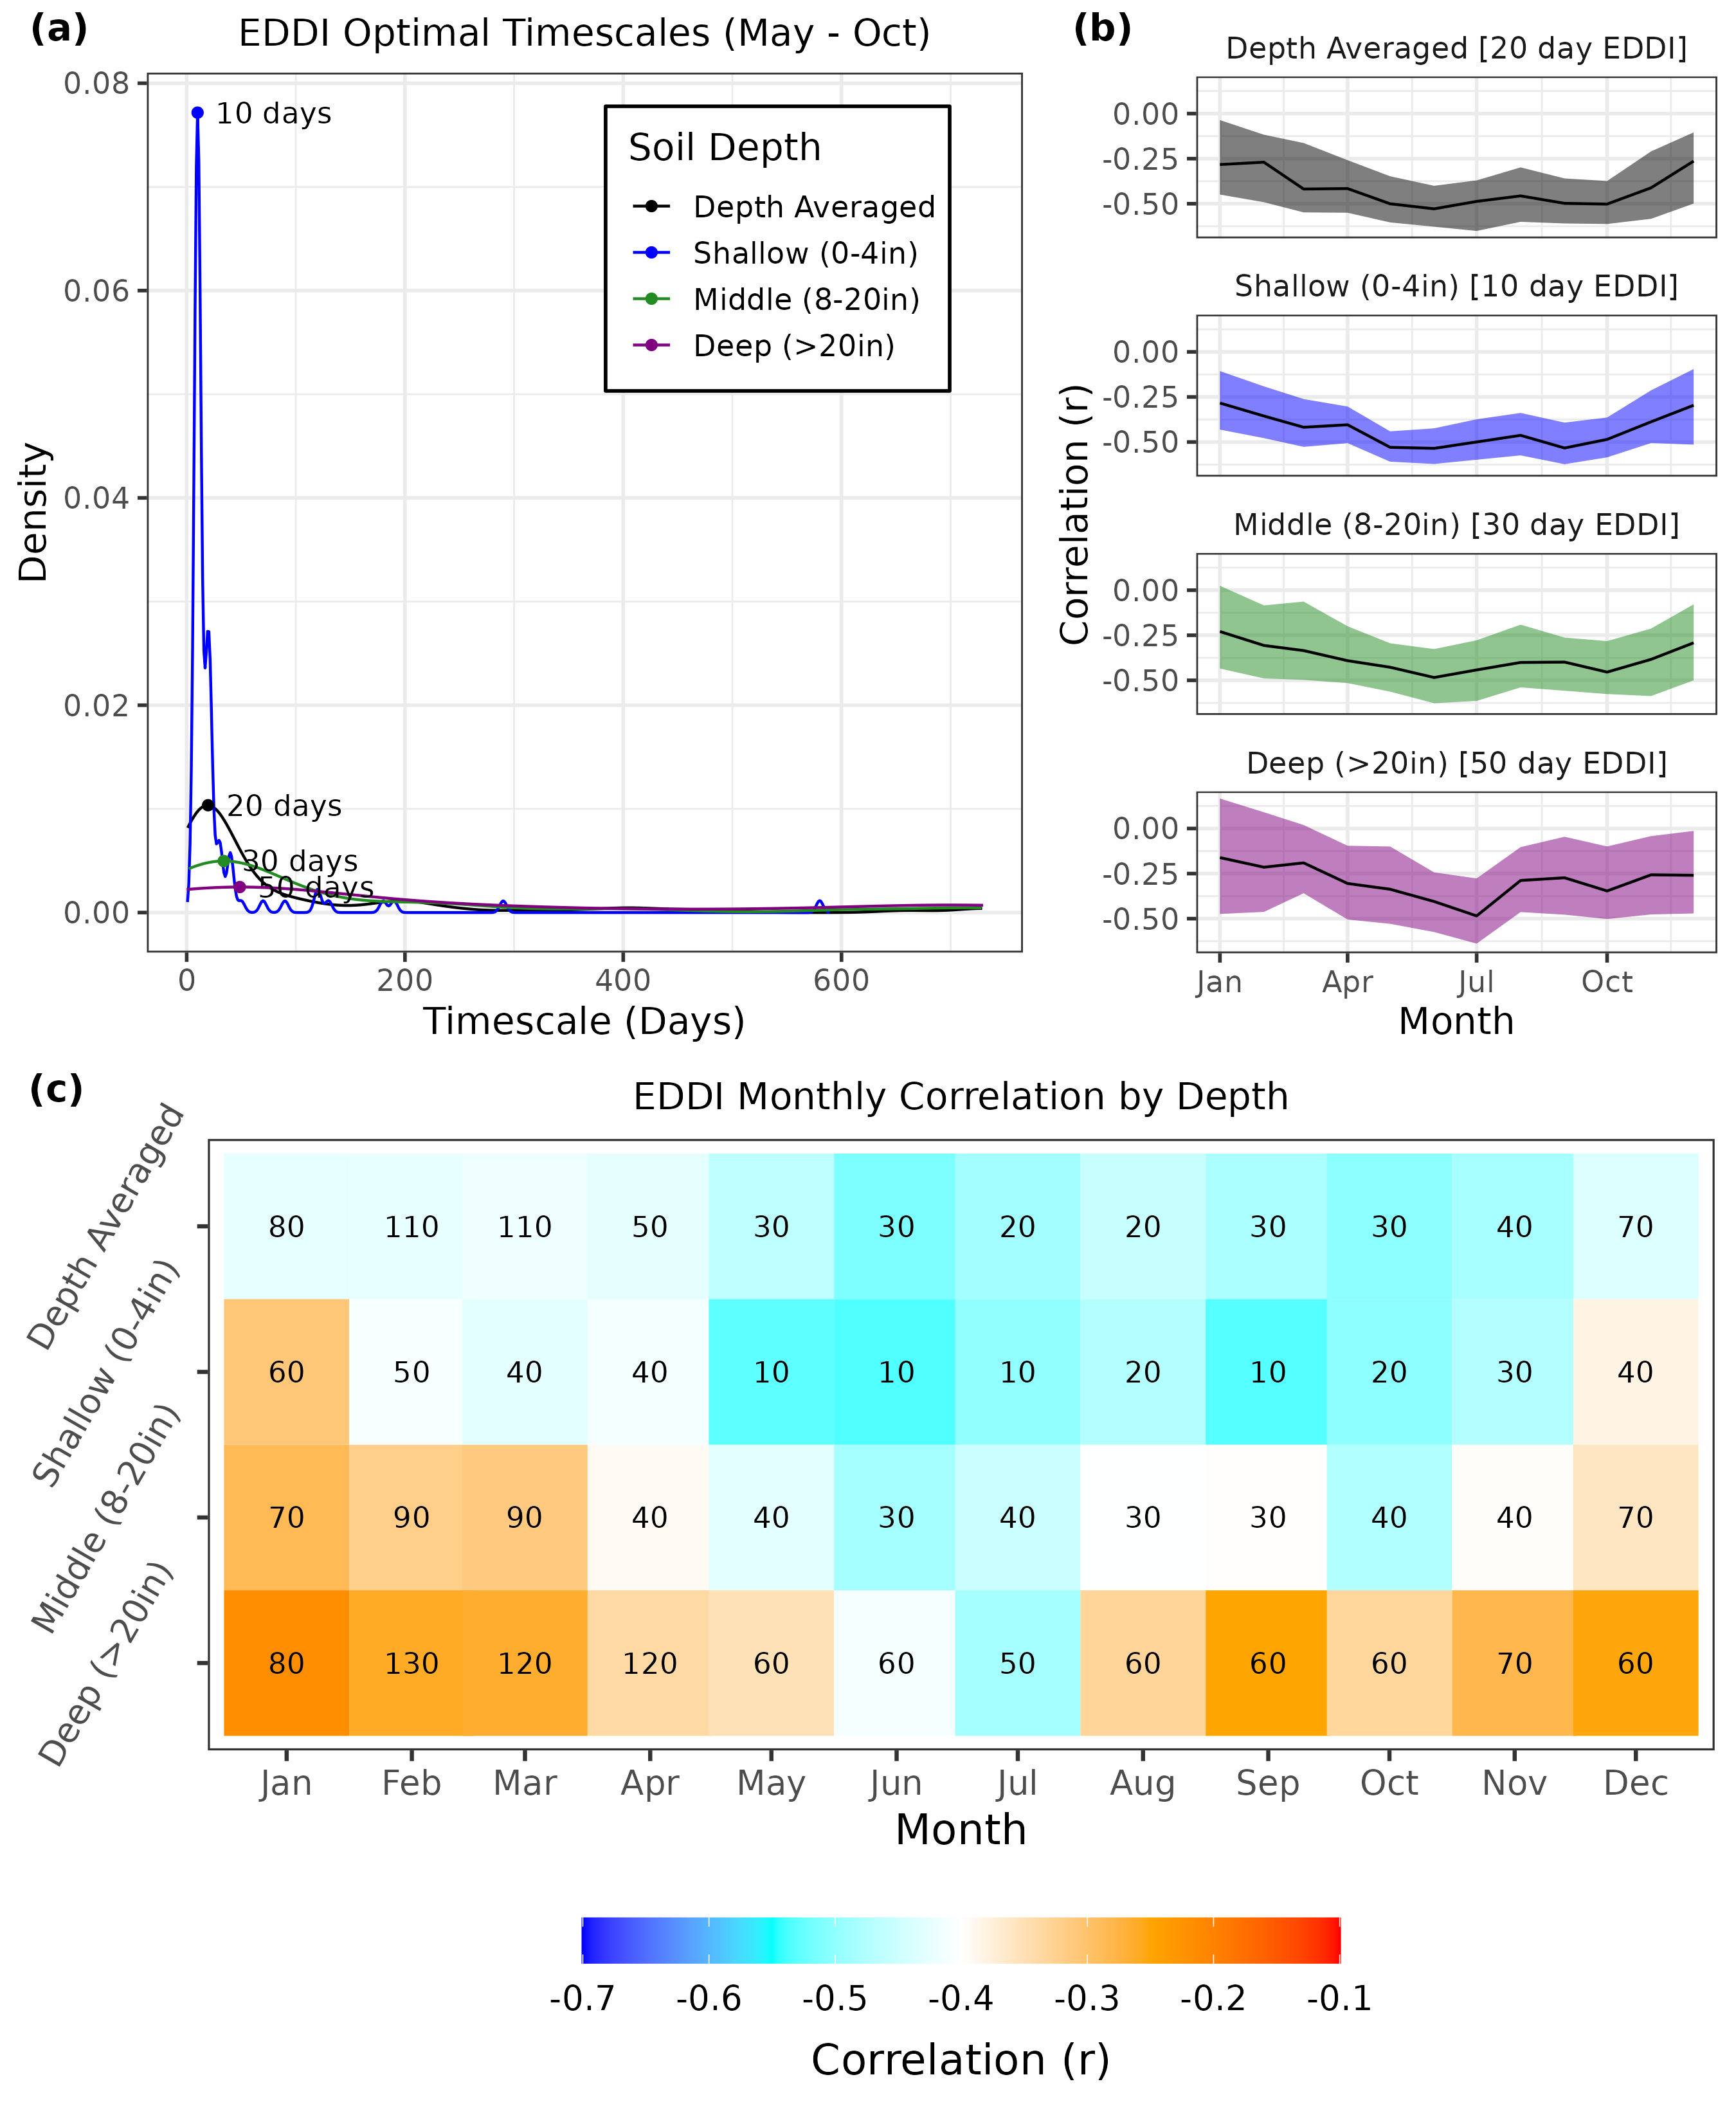 (a)
EDDI Optimal Timescales (May - Oct)
0.08
0.06
0.04
0.02
0.00
Density
10 days
20 days
30 days
50 days
Soil Depth
Depth Averaged
Shallow (0-4in)
Middle (8-20in)
Deep (>20in)
0 200 400 600
Timescale (Days)
(b)
Depth Averaged [20 day EDDI]
0.00
-0.25
-0.50
Shallow (0-4in) [10 day EDDI]
0.00
-0.25
-0.50
Middle (8-20in) [30 day EDDI]
0.00
-0.25
-0.50
Deep (>20in) [50 day EDDI]
0.00
-0.25
-0.50
Correlation (r)
Jan Apr Jul Oct
Month
(c)
EDDI Monthly Correlation by Depth
Depth Averaged
80 110 110 50 30 30 20 20 30 30 40 70
Shallow (0-4in)
60 50 40 40 10 10 10 20 10 20 30 40
Middle (8-20in)
70 90 90 40 40 30 40 30 30 40 40 70
Deep (>20in)
80 130 120 120 60 60 50 60 60 60 70 60
Jan Feb Mar Apr May Jun Jul Aug Sep Oct Nov Dec
Month
-0.7 -0.6 -0.5 -0.4 -0.3 -0.2 -0.1
Correlation (r)